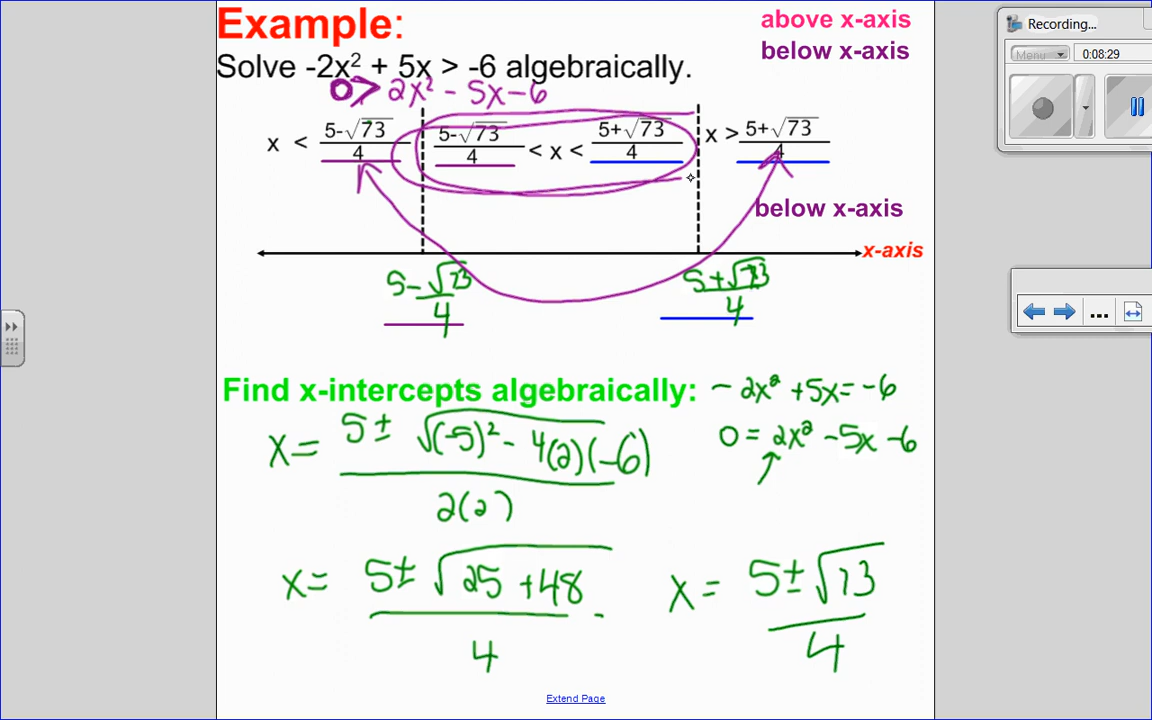 Example:
above x-axis
below x-axis
Solve -2x² + 5x > -6 algebraically.
0 > 2x² - 5x - 6
x < (5-√73)/4
(5-√73)/4 < x < (5+√73)/4
x > (5+√73)/4
below x-axis
x-axis
(5-√73)/4
(5+√73)/4
Find x-intercepts algebraically:
-2x² + 5x = -6
0 = 2x² - 5x - 6
x = (5 ± √(-5)² - 4(2)(-6))/2(2)
x = (5 ± √25 + 48)/4
x = (5 ± √73)/4
Extend Page
Recording...
Menu
0:08:29
...